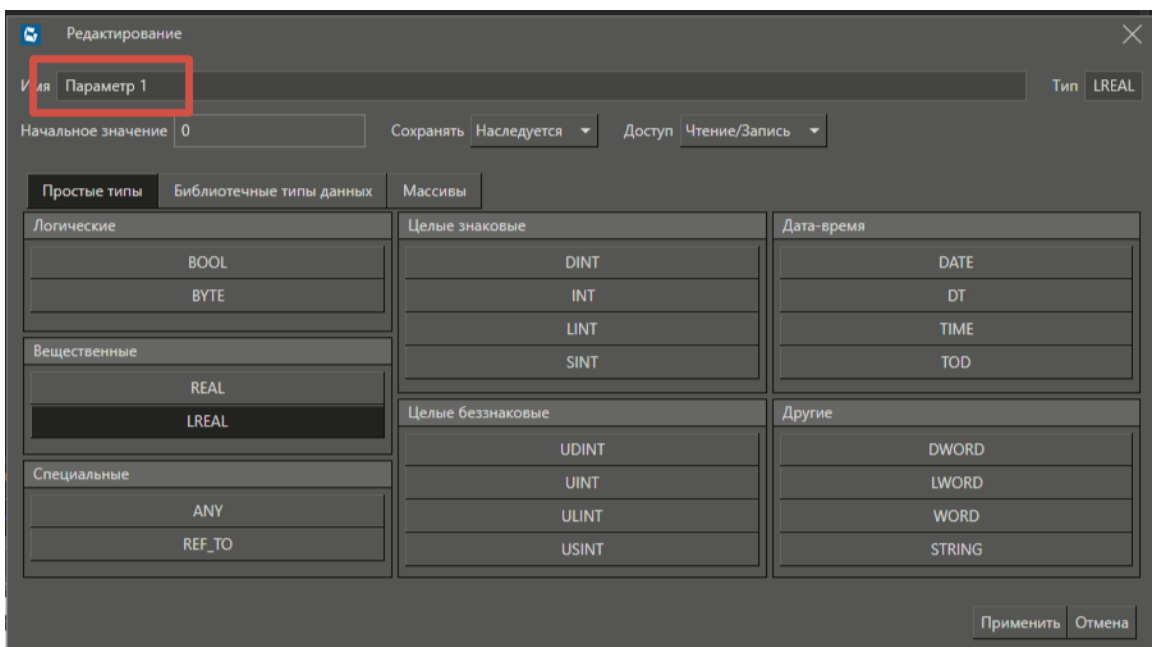 Редактирование
Имя Параметр 1 Тип LREAL
Начальное значение 0 Сохранять Наследуется Доступ Чтение/Запись
Простые типы Библиотечные типы данных Массивы
Логические
BOOL
BYTE
Вещественные
REAL
LREAL
Специальные
ANY
REF_TO
Целые знаковые
DINT
INT
LINT
SINT
Целые беззнаковые
UDINT
UINT
ULINT
USINT
Дата-время
DATE
DT
TIME
TOD
Другие
DWORD
LWORD
WORD
STRING
Применить Отмена